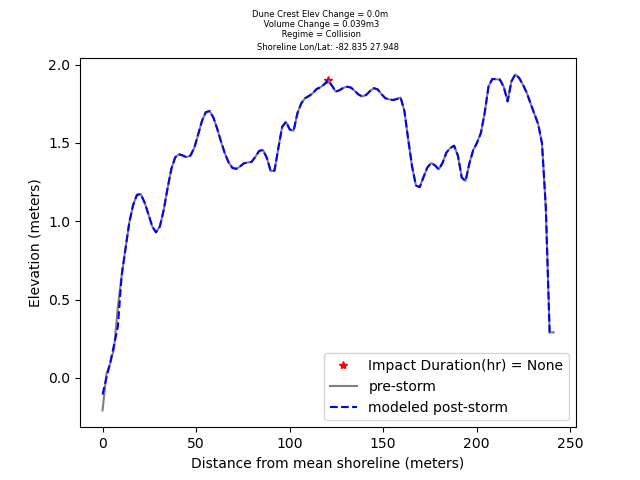 Dune Crest Elev Change = 0.0m
Volume Change = 0.039m3
Regime = Collision
Shoreline Lon/Lat: -82.835 27.948
2.0
1.5
1.0
0.5
0.0
Elevation (meters)
Impact Duration(hr) = None
pre-storm
modeled post-storm
0 50 100 150 200 250
Distance from mean shoreline (meters)